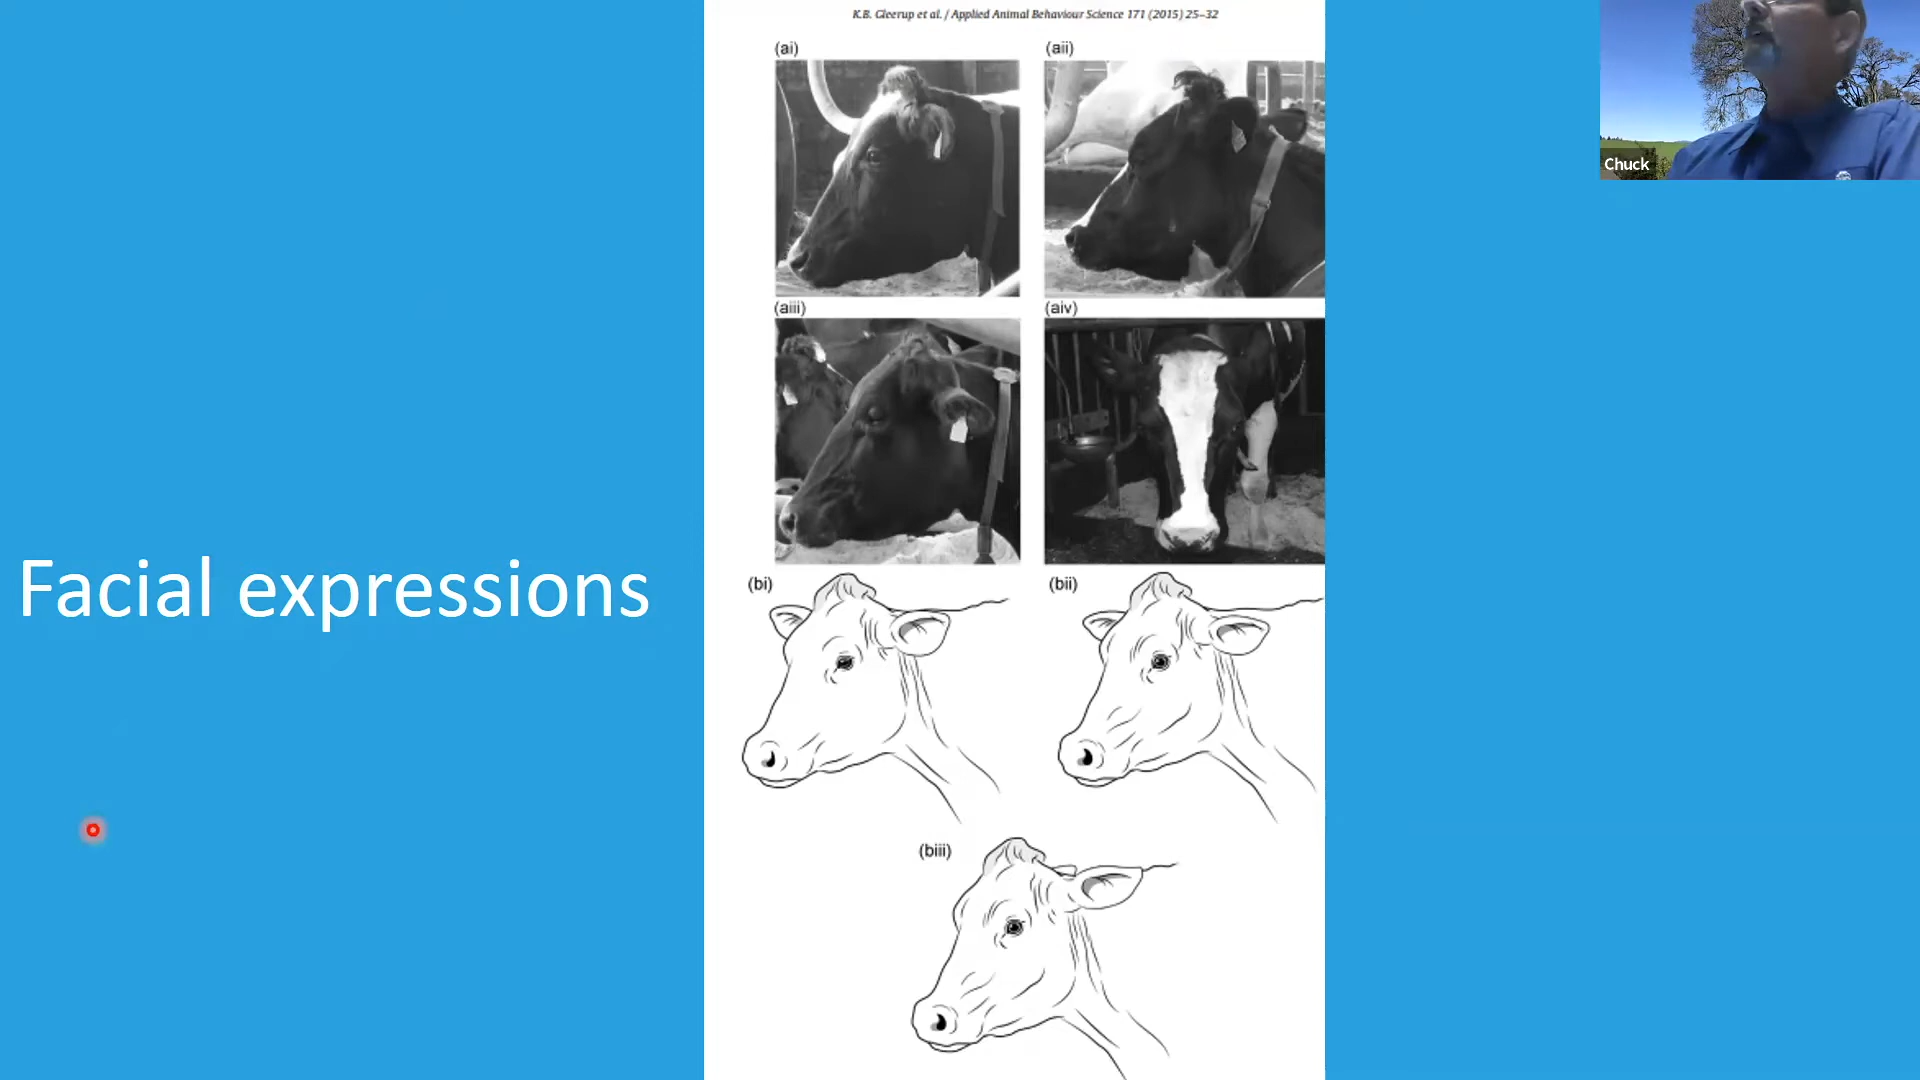 K.B. Gleerup et al. / Applied Animal Behaviour Science 171 (2015) 25–32
(ai)
(aii)
(aiii)
(aiv)
(bi)
(bii)
(biii)
Facial expressions
Chuck